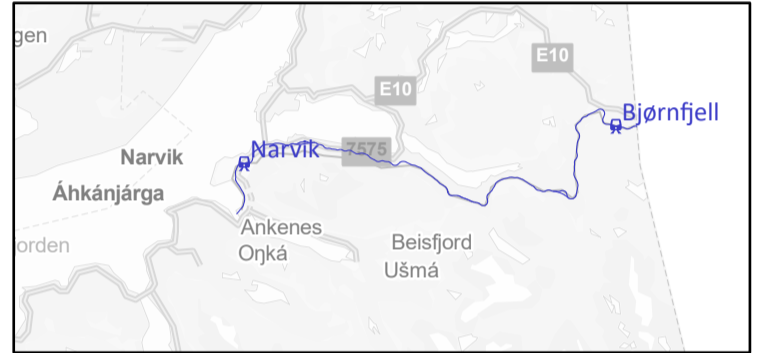 gen
E10
E10
Bjørnfjell
Narvik
7575
Narvik
Áhkánjárga
Ankenes
Oŋká
orden
Beisfjord
Ušmá